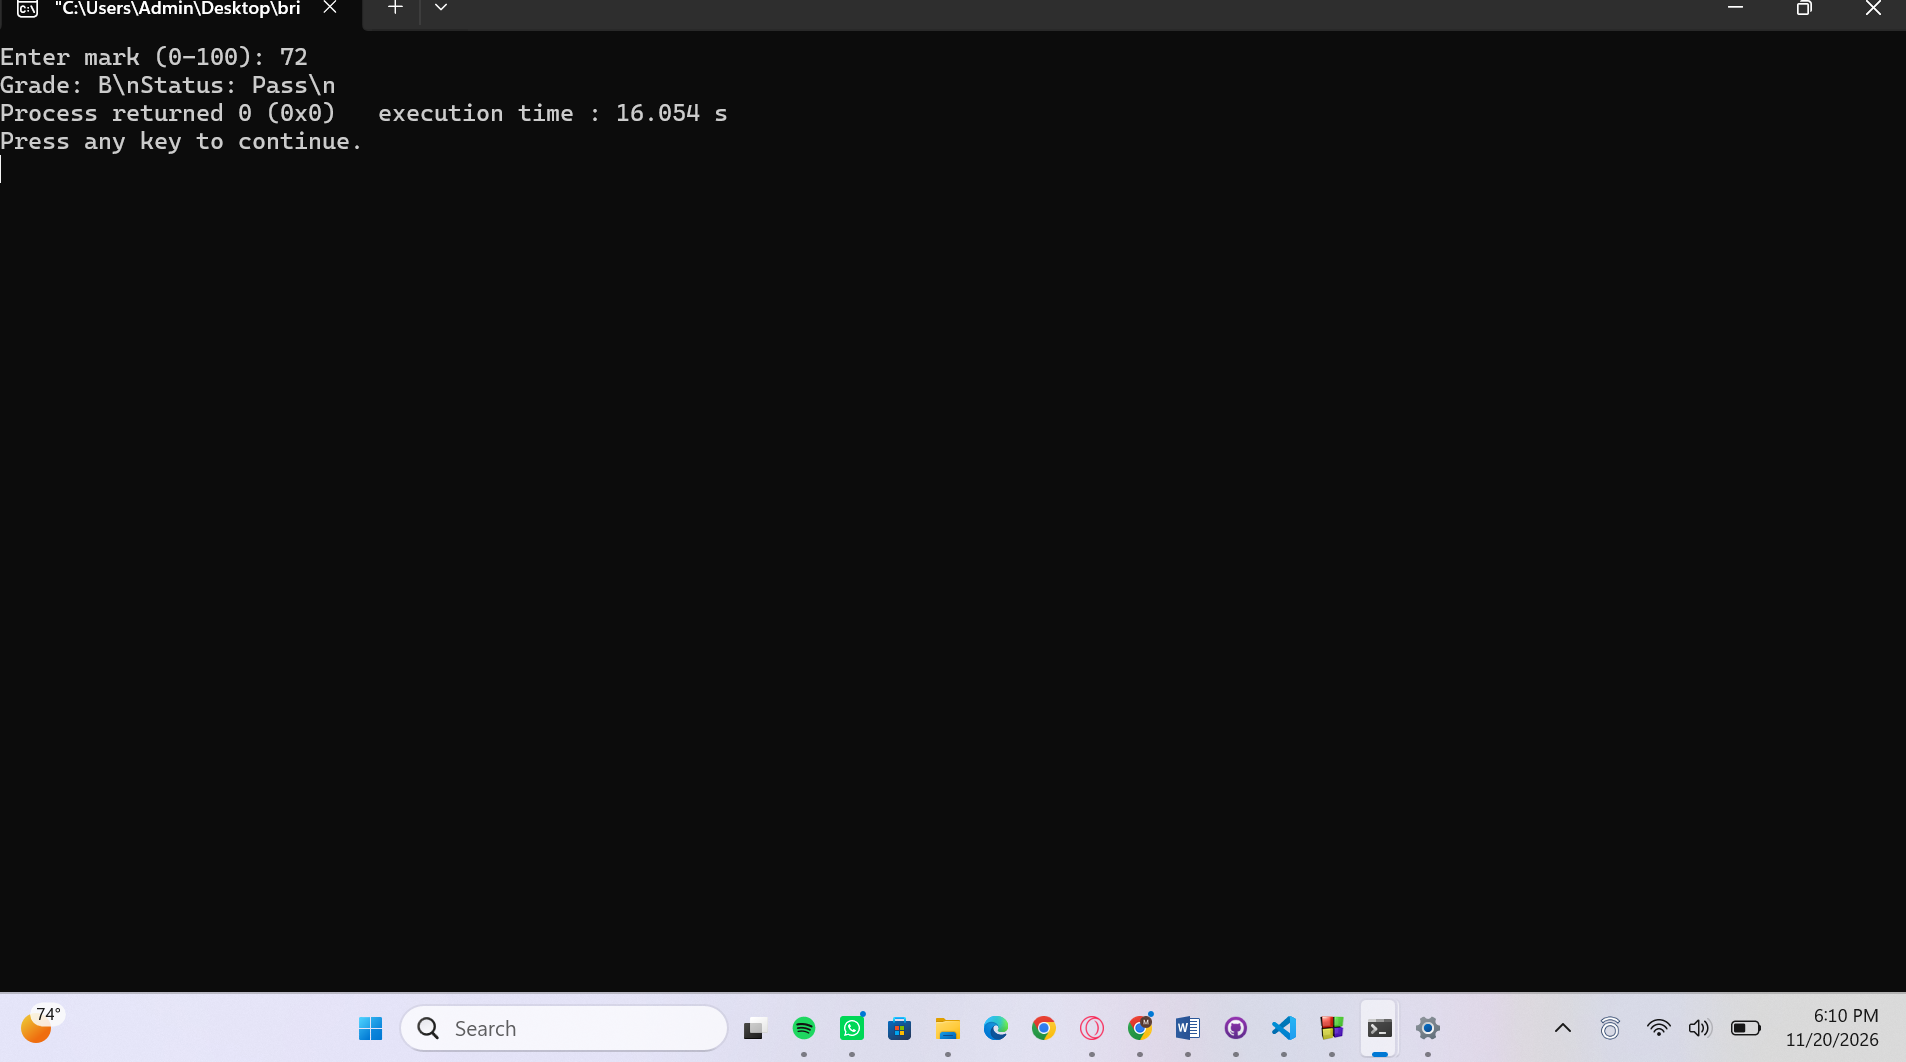 "C:\Users\Admin\Desktop\bri
Enter mark (0-100): 72
Grade: B\nStatus: Pass\n
Process returned 0 (0x0)   execution time : 16.054 s
Press any key to continue.
74°
Search
6:10 PM
11/20/2026